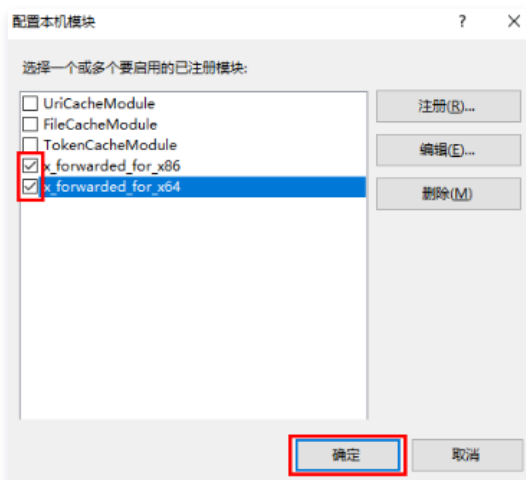 配置本机模块
?
×
选择一个或多个要启用的已注册模块:
UriCacheModule
FileCacheModule
TokenCacheModule
x_forwarded_for_x86
x_forwarded_for_x64
注册(R)...
编辑(E)...
删除(M)
确定
取消